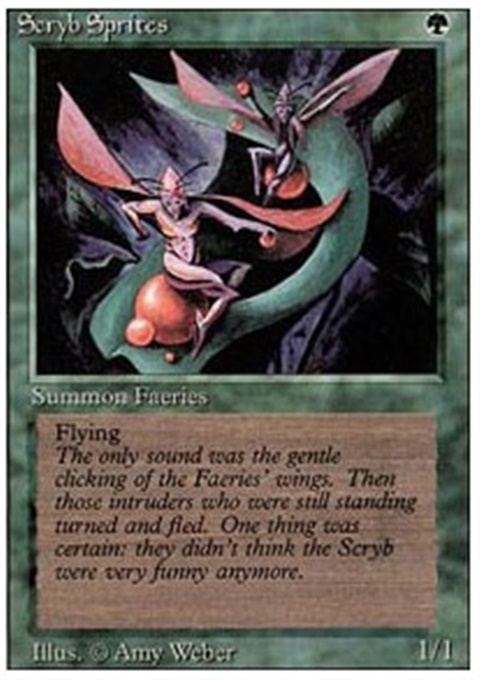 Scryb Sprites
Summon Faeries
Flying
The only sound was the gentle
clicking of the Faeries' wings. Then
those intruders who were still standing
turned and fled. One thing was
certain: they didn't think the Scryb
were very funny anymore.
Illus. © Amy Weber
1/1